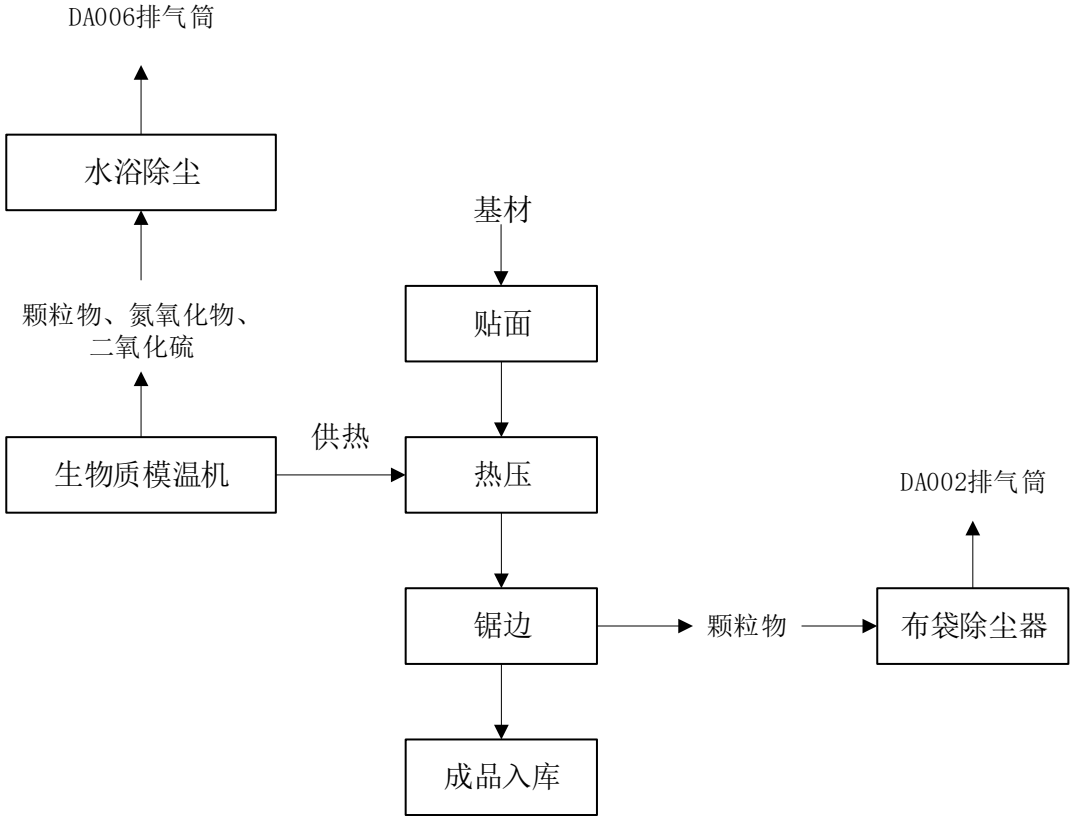 DA006排气筒
水浴除尘
基材
颗粒物、氮氧化物、
二氧化硫
贴面
供热
生物质模温机
热压
DA002排气筒
锯边
颗粒物
布袋除尘器
成品入库